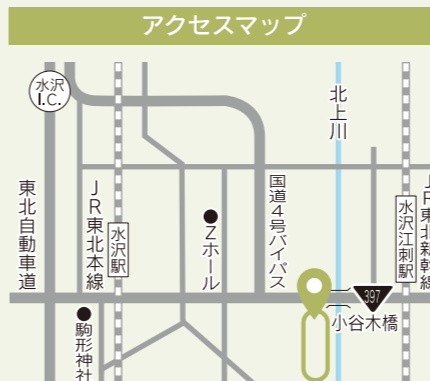 アクセスマップ
水沢
I.C.
東北自動車道
JR東北本線
水沢駅
Zホール
駒形神社
国道4号バイパス
北上川
397
小谷木橋
水沢江刺駅
JR東北新幹線